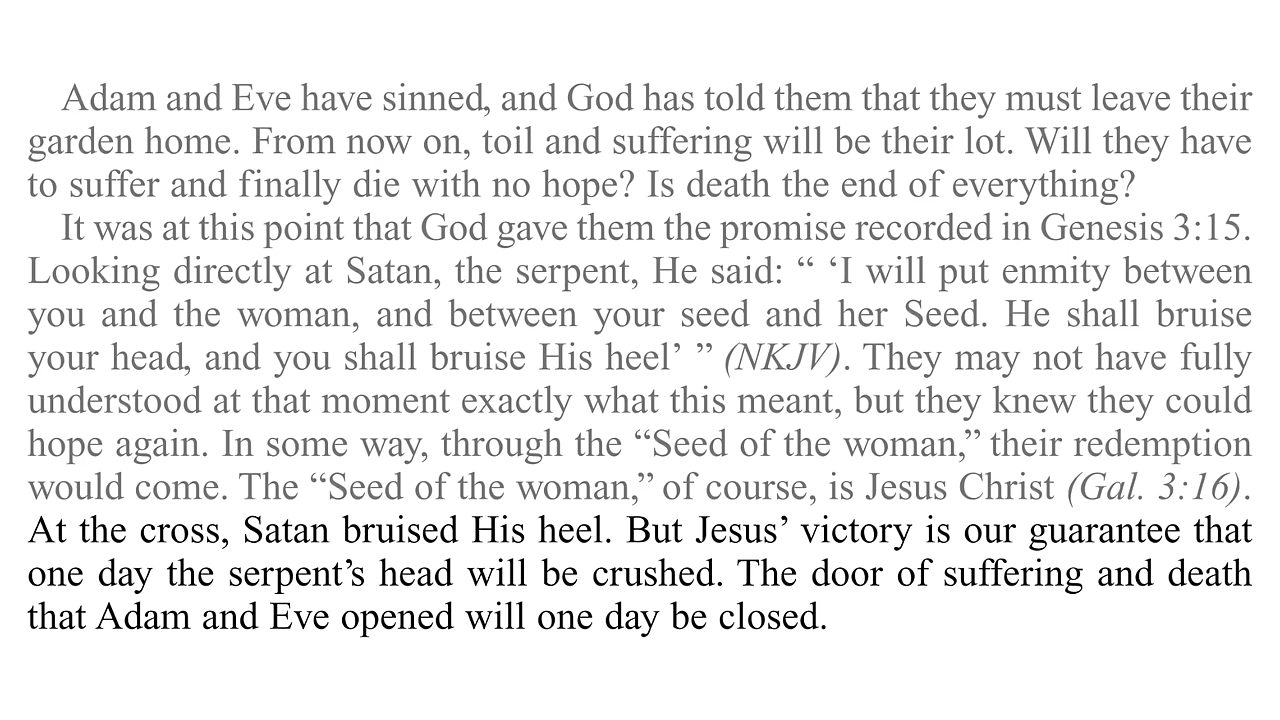 Adam and Eve have sinned, and God has told them that they must leave their
garden home. From now on, toil and suffering will be their lot. Will they have
to suffer and finally die with no hope? Is death the end of everything?
It was at this point that God gave them the promise recorded in Genesis 3:15.
Looking directly at Satan, the serpent, He said: “ ‘I will put enmity between
you and the woman, and between your seed and her Seed. He shall bruise
your head, and you shall bruise His heel’ ” (NKJV). They may not have fully
understood at that moment exactly what this meant, but they knew they could
hope again. In some way, through the “Seed of the woman,” their redemption
would come. The “Seed of the woman,” of course, is Jesus Christ (Gal. 3:16).
At the cross, Satan bruised His heel. But Jesus’ victory is our guarantee that
one day the serpent’s head will be crushed. The door of suffering and death
that Adam and Eve opened will one day be closed.